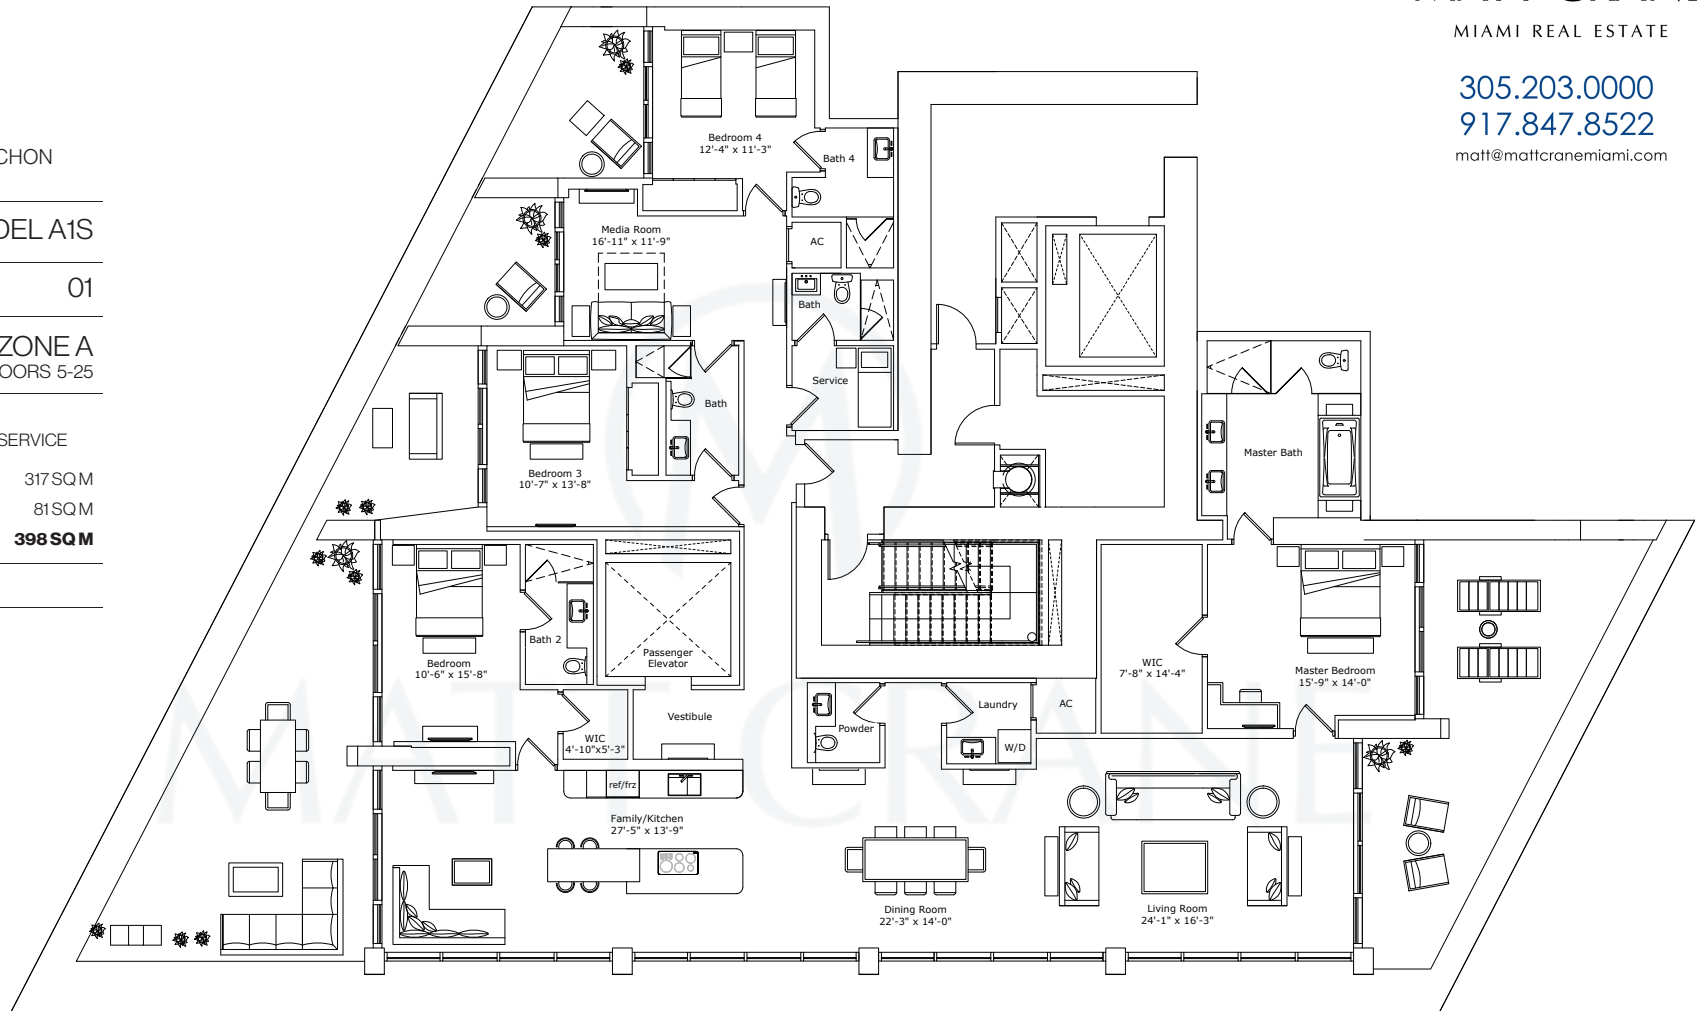 MIAMI REAL ESTATE
305.203.0000
917.847.8522
matt@mattcranemiami.com
A1S
01
ZONE A
5-25
SERVICE
317 SQ M
81 SQ M
398 SQ M
Bedroom 4
12'-4" x 11'-3"
Bath 4
Media Room
16'-11" x 11'-9"
AC
Bath
Service
Bath
Bedroom 3
10'-7" x 13'-8"
Master Bath
Bedroom
10'-6" x 15'-8"
Bath 2
Passenger
Elevator
Vestibule
WIC
4'-10"x5'-3"
WIC
7'-8" x 14'-4"
Master Bedroom
15'-9" x 14'-0"
Powder
Laundry
AC
W/D
ref/frz
Family/Kitchen
27'-5" x 13'-9"
Dining Room
22'-3" x 14'-0"
Living Room
24'-1" x 16'-3"
MATT CRANE